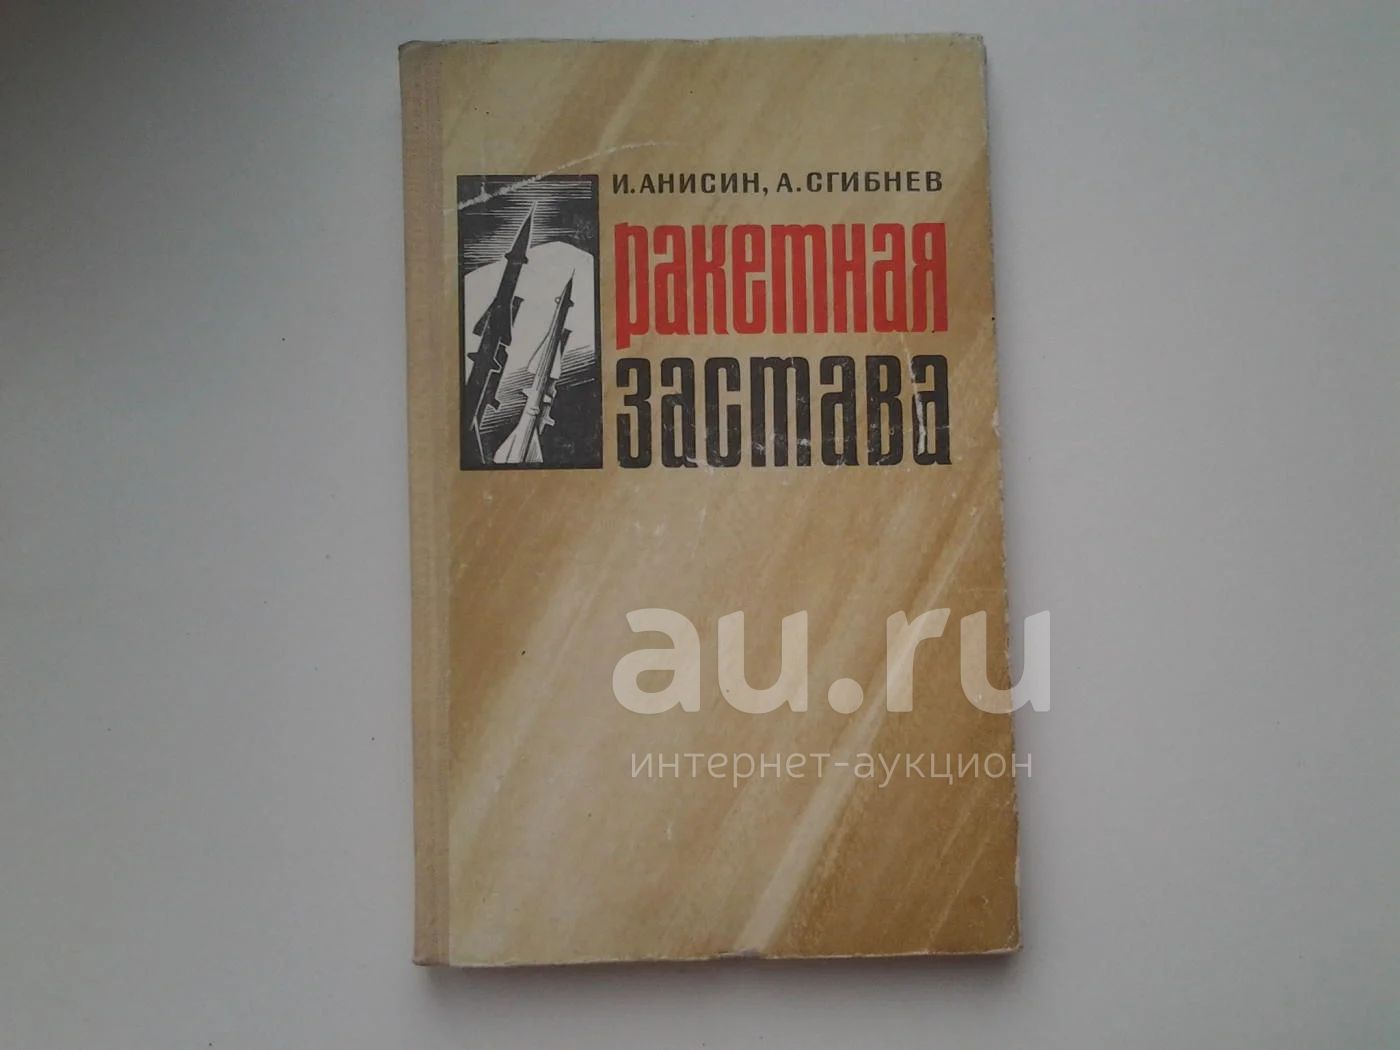 И. АНИСИН, А. СГИБНЕВ
Ракетная
застава
au.ru
интернет-аукцион